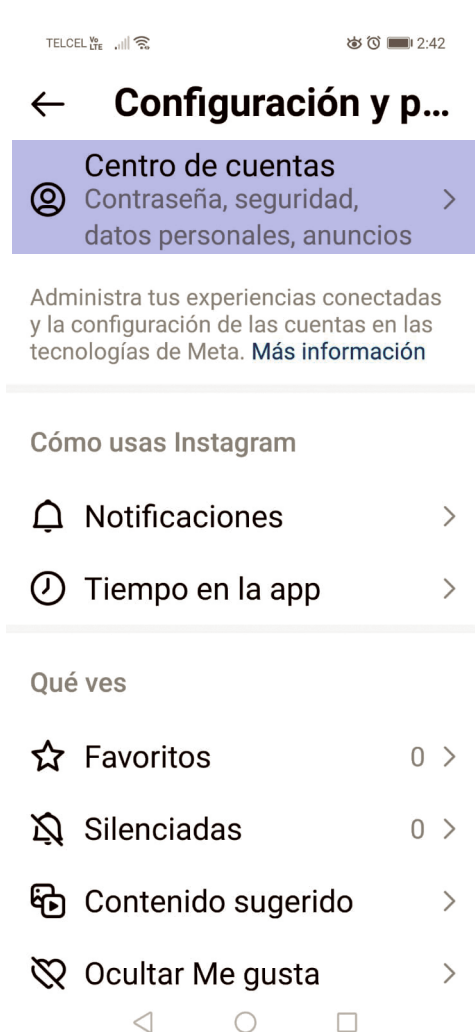 TELCEL Vo LTE 2:42
Configuración y p...
Centro de cuentas
Contraseña, seguridad,
datos personales, anuncios
Administra tus experiencias conectadas
y la configuración de las cuentas en las
tecnologías de Meta. Más información
Cómo usas Instagram
Notificaciones
Tiempo en la app
Qué ves
Favoritos 0
Silenciadas 0
Contenido sugerido
Ocultar Me gusta